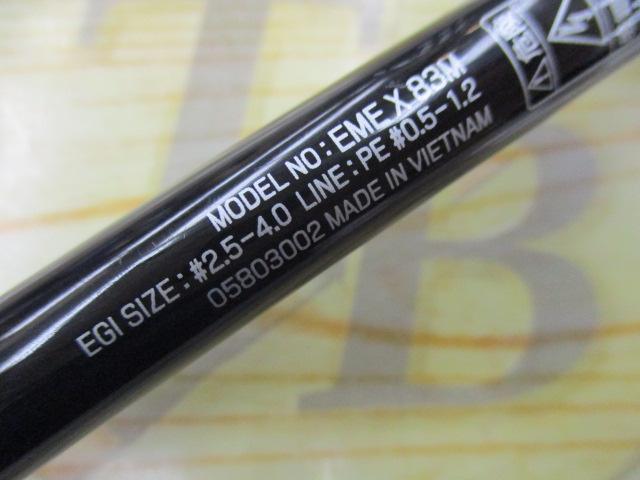 MODEL NO : EME X 83M
EGI SIZE : #2.5-4.0 LINE : PE #0.5-1.2
05803002 MADE IN VIETNAM
B